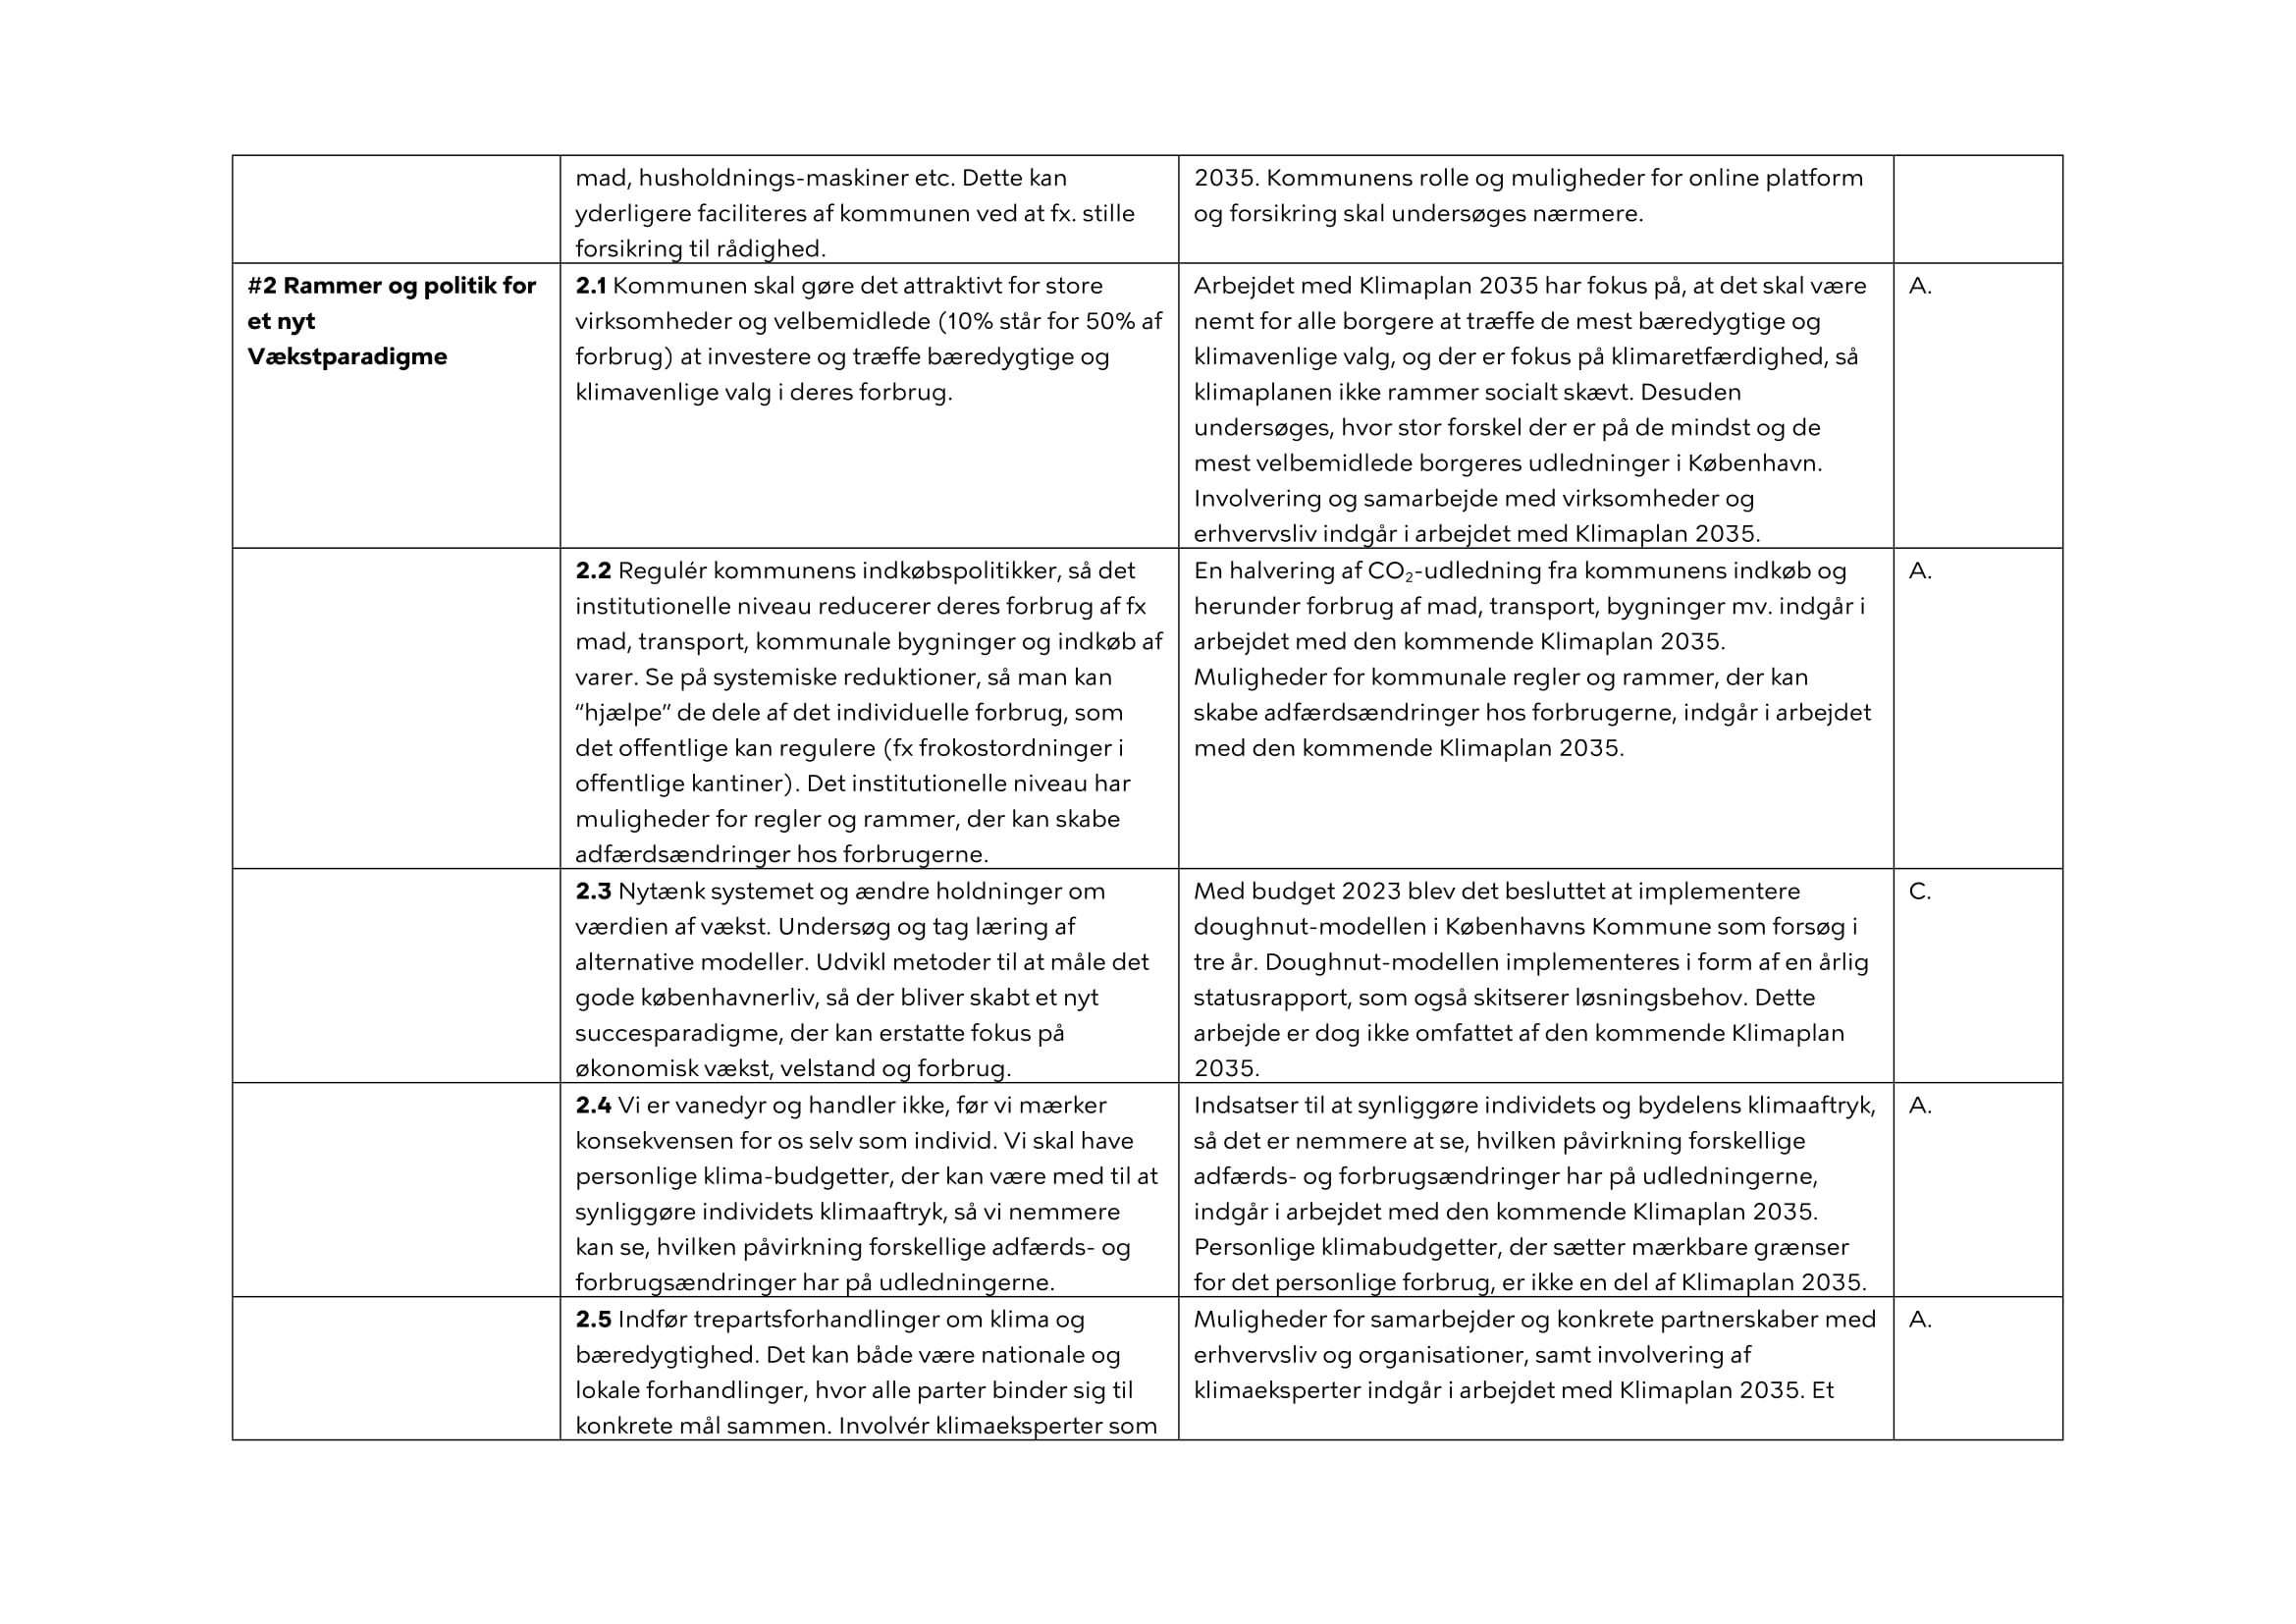 mad, husholdnings-maskiner etc. Dette kan
yderligere faciliteres af kommunen ved at fx. stille
forsikring til rådighed.
2035. Kommunens rolle og muligheder for online platform
og forsikring skal undersøges nærmere.
#2 Rammer og politik for
et nyt
Vækstparadigme
2.1 Kommunen skal gøre det attraktivt for store
virksomheder og velbemidlede (10% står for 50% af
forbrug) at investere og træffe bæredygtige og
klimavenlige valg i deres forbrug.
Arbejdet med Klimaplan 2035 har fokus på, at det skal være
nemt for alle borgere at træffe de mest bæredygtige og
klimavenlige valg, og der er fokus på klimaretfærdighed, så
klimaplanen ikke rammer socialt skævt. Desuden
undersøges, hvor stor forskel der er på de mindst og de
mest velbemidlede borgeres udledninger i København.
Involvering og samarbejde med virksomheder og
erhvervsliv indgår i arbejdet med Klimaplan 2035.
A.
2.2 Regulér kommunens indkøbspolitikker, så det
institutionelle niveau reducerer deres forbrug af fx
mad, transport, kommunale bygninger og indkøb af
varer. Se på systemiske reduktioner, så man kan
“hjælpe” de dele af det individuelle forbrug, som
det offentlige kan regulere (fx frokostordninger i
offentlige kantiner). Det institutionelle niveau har
muligheder for regler og rammer, der kan skabe
adfærdsændringer hos forbrugerne.
En halvering af CO₂-udledning fra kommunens indkøb og
herunder forbrug af mad, transport, bygninger mv. indgår i
arbejdet med den kommende Klimaplan 2035.
Muligheder for kommunale regler og rammer, der kan
skabe adfærdsændringer hos forbrugerne, indgår i arbejdet
med den kommende Klimaplan 2035.
A.
2.3 Nytænk systemet og ændre holdninger om
værdien af vækst. Undersøg og tag læring af
alternative modeller. Udvikl metoder til at måle det
gode københavnerliv, så der bliver skabt et nyt
succesparadigme, der kan erstatte fokus på
økonomisk vækst, velstand og forbrug.
Med budget 2023 blev det besluttet at implementere
doughnut-modellen i Københavns Kommune som forsøg i
tre år. Doughnut-modellen implementeres i form af en årlig
statusrapport, som også skitserer løsningsbehov. Dette
arbejde er dog ikke omfattet af den kommende Klimaplan
2035.
C.
2.4 Vi er vanedyr og handler ikke, før vi mærker
konsekvensen for os selv som individ. Vi skal have
personlige klima-budgetter, der kan være med til at
synliggøre individets klimaaftryk, så vi nemmere
kan se, hvilken påvirkning forskellige adfærds- og
forbrugsændringer har på udledningerne.
Indsatser til at synliggøre individets og bydelens klimaaftryk,
så det er nemmere at se, hvilken påvirkning forskellige
adfærds- og forbrugsændringer har på udledningerne,
indgår i arbejdet med den kommende Klimaplan 2035.
Personlige klimabudgetter, der sætter mærkbare grænser
for det personlige forbrug, er ikke en del af Klimaplan 2035.
A.
2.5 Indfør trepartsforhandlinger om klima og
bæredygtighed. Det kan både være nationale og
lokale forhandlinger, hvor alle parter binder sig til
konkrete mål sammen. Involvér klimaeksperter som
Muligheder for samarbejder og konkrete partnerskaber med
erhvervsliv og organisationer, samt involvering af
klimaeksperter indgår i arbejdet med Klimaplan 2035. Et
A.